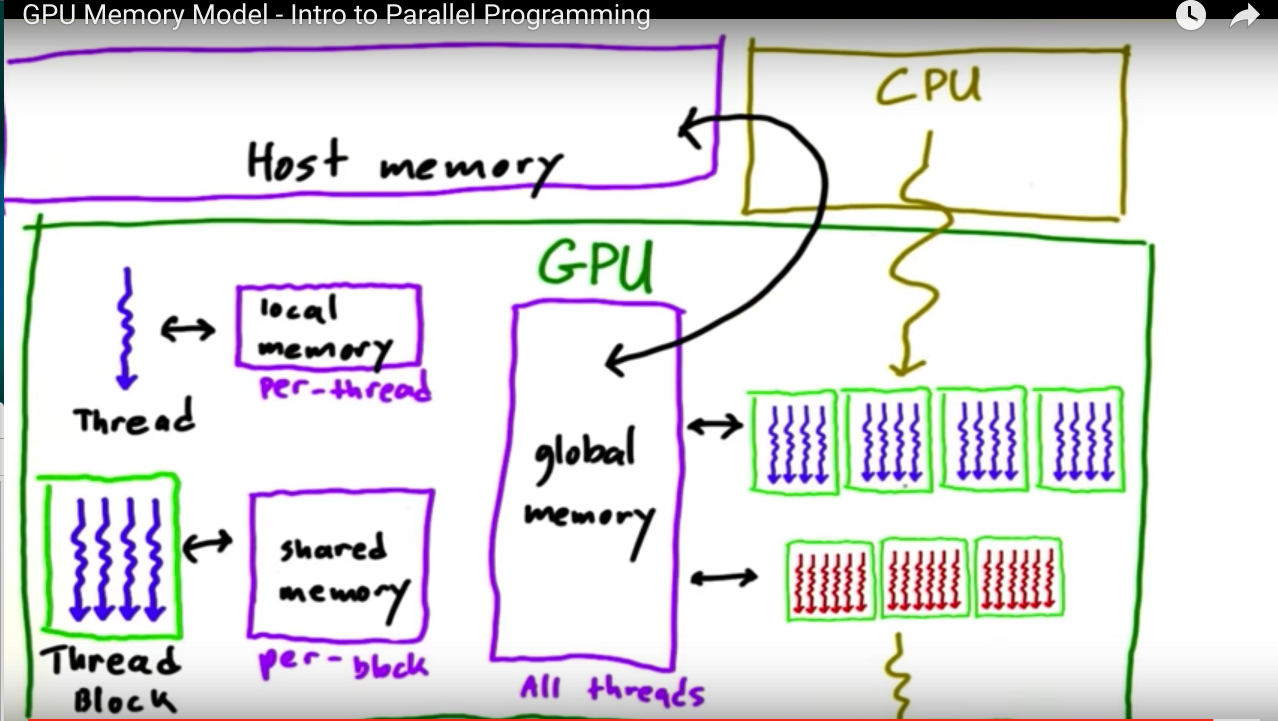 GPU Memory Model - Intro to Parallel Programming
CPU
Host memory
GPU
local
memory
per-thread
Thread
global
memory
shared
memory
per-block
Thread
Block
All threads